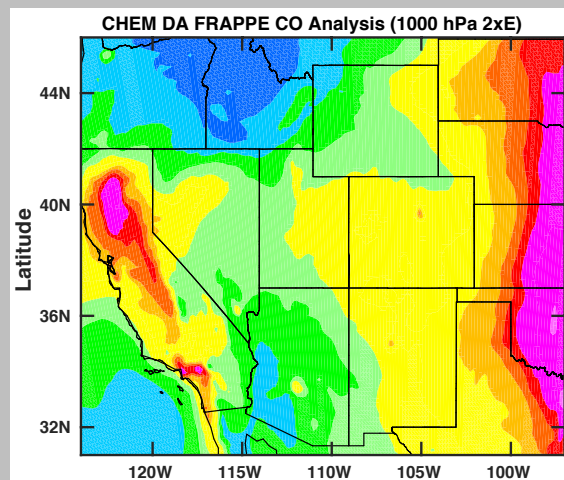 CHEM DA FRAPPE CO Analysis (1000 hPa 2xE)
44N
40N
36N
32N
Latitude
120W 115W 110W 105W 100W